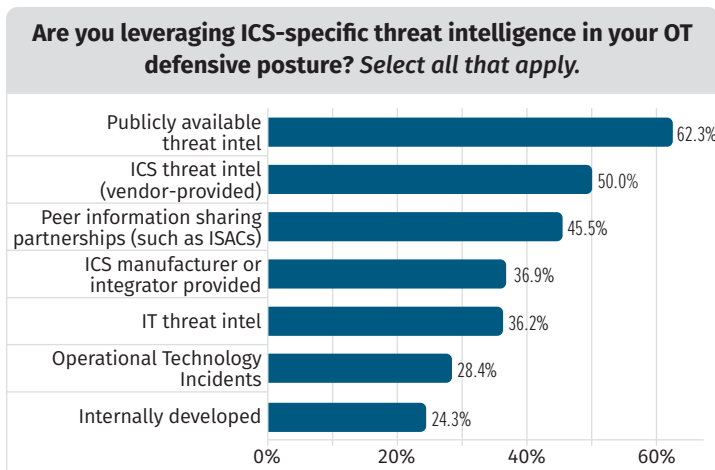 Are you leveraging ICS-specific threat intelligence in your OT
defensive posture? Select all that apply.
Publicly available
threat intel
62.3%
ICS threat intel
(vendor-provided)
50.0%
Peer information sharing
partnerships (such as ISACs)
45.5%
ICS manufacturer or
integrator provided
36.9%
IT threat intel
36.2%
Operational Technology
Incidents
28.4%
Internally developed
24.3%
0% 20% 40% 60%